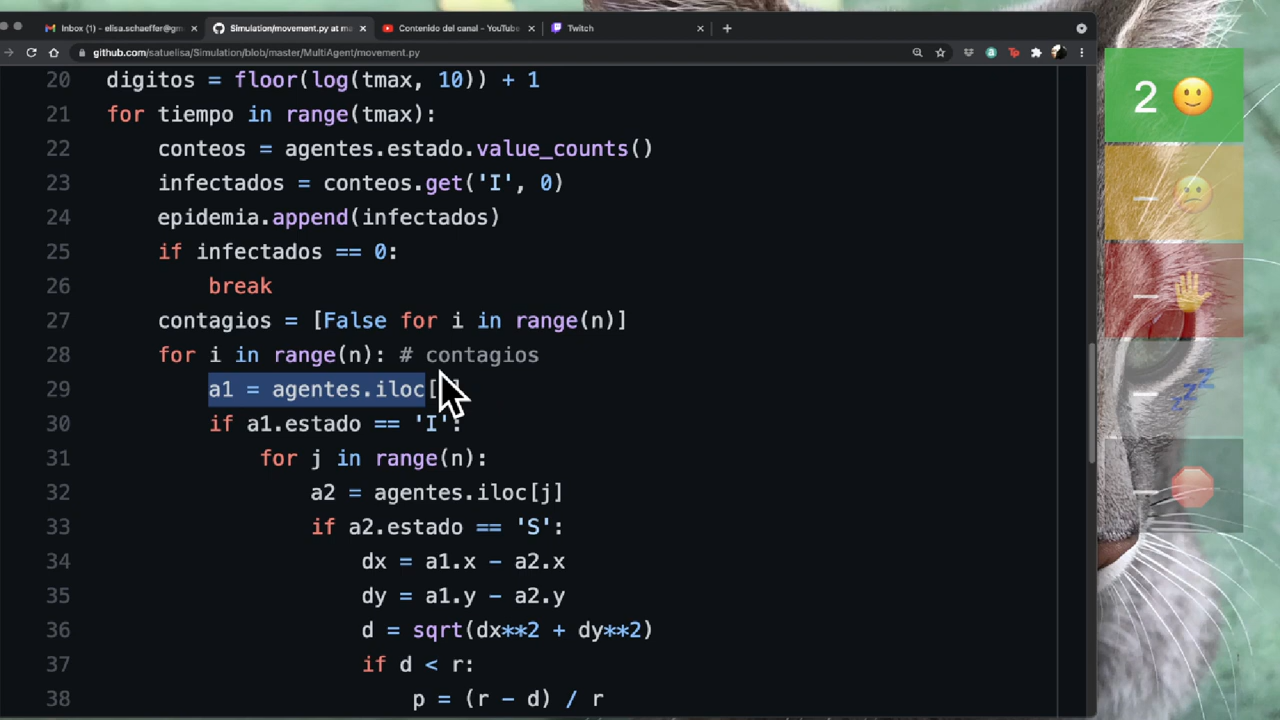 Inbox (1) - elisa.schaeffer@gm
Simulation/movement.py at m
Contenido del canal - YouTube
Twitch
github.com/satuelisa/Simulation/blob/master/MultiAgent/movement.py
20 digitos = floor(log(tmax, 10)) + 1
21 for tiempo in range(tmax):
22 conteos = agentes.estado.value_counts()
23 infectados = conteos.get('I', 0)
24 epidemia.append(infectados)
25 if infectados == 0:
26 break
27 contagios = [False for i in range(n)]
28 for i in range(n): # contagios
29 a1 = agentes.iloc[ ]
30 if a1.estado == 'I':
31 for j in range(n):
32 a2 = agentes.iloc[j]
33 if a2.estado == 'S':
34 dx = a1.x - a2.x
35 dy = a1.y - a2.y
36 d = sqrt(dx**2 + dy**2)
37 if d < r:
38 p = (r - d) / r
2 🙂
– 🙁
– ✋
– 💤
– 🛑